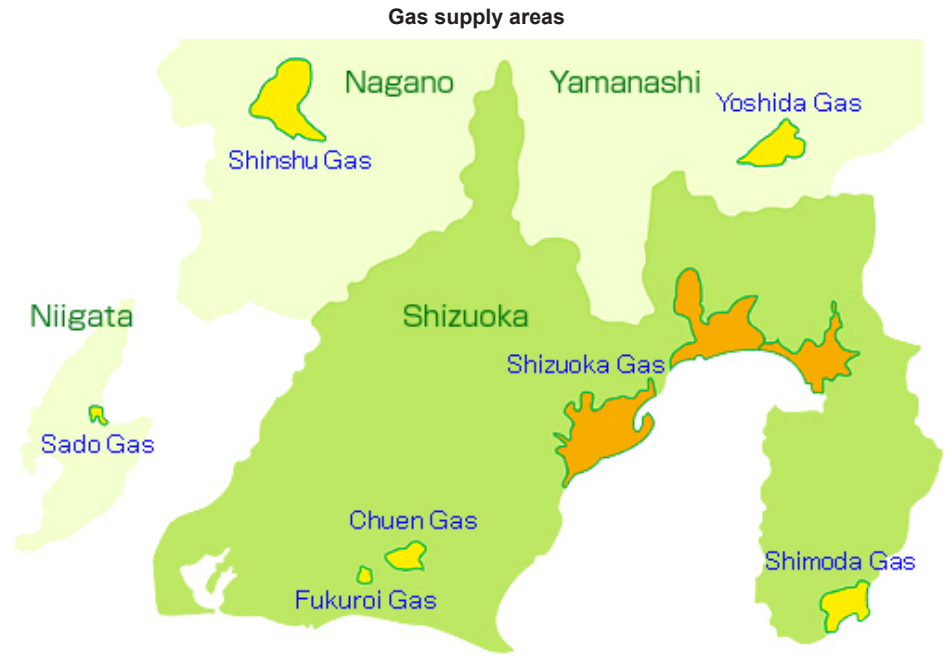 Gas supply areas
Nagano
Yamanashi
Yoshida Gas
Shinshu Gas
Niigata
Shizuoka
Shizuoka Gas
Sado Gas
Chuen Gas
Shimoda Gas
Fukuroi Gas